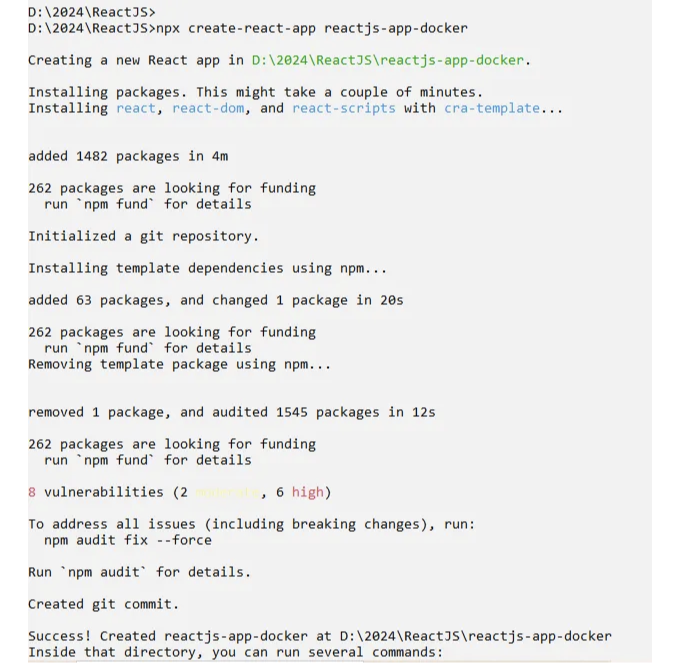 D:\2024\ReactJS>
D:\2024\ReactJS>npx create-react-app reactjs-app-docker
Creating a new React app in D:\2024\ReactJS\reactjs-app-docker.
Installing packages. This might take a couple of minutes.
Installing react, react-dom, and react-scripts with cra-template...
added 1482 packages in 4m
262 packages are looking for funding
  run `npm fund` for details
Initialized a git repository.
Installing template dependencies using npm...
added 63 packages, and changed 1 package in 20s
262 packages are looking for funding
  run `npm fund` for details
Removing template package using npm...
removed 1 package, and audited 1545 packages in 12s
262 packages are looking for funding
  run `npm fund` for details
8 vulnerabilities (2 moderate, 6 high)
To address all issues (including breaking changes), run:
  npm audit fix --force
Run `npm audit` for details.
Created git commit.
Success! Created reactjs-app-docker at D:\2024\ReactJS\reactjs-app-docker
Inside that directory, you can run several commands: